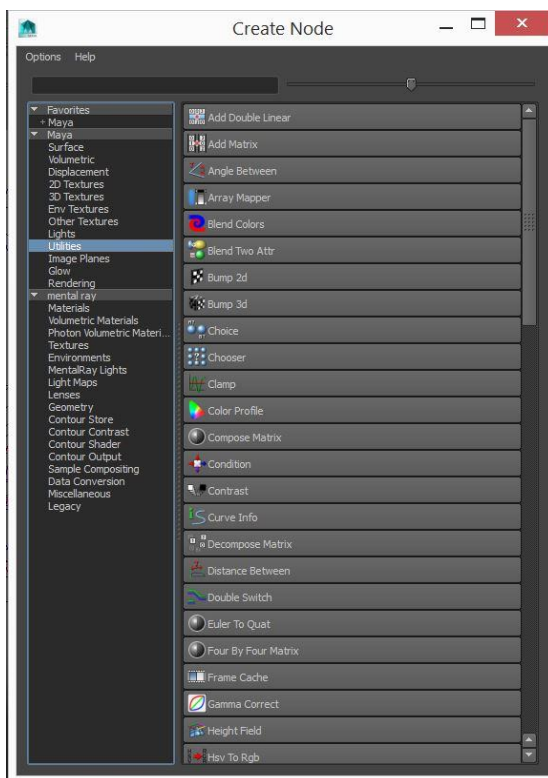 Create Node
Options Help
Favorites
+ Maya
Maya
Surface
Volumetric
Displacement
2D Textures
3D Textures
Env Textures
Other Textures
Lights
Utilities
Image Planes
Glow
Rendering
mental ray
Materials
Volumetric Materials
Photon Volumetric Materi...
Textures
Environments
MentalRay Lights
Light Maps
Lenses
Geometry
Contour Store
Contour Contrast
Contour Shader
Contour Output
Sample Compositing
Data Conversion
Miscellaneous
Legacy
Add Double Linear
Add Matrix
Angle Between
Array Mapper
Blend Colors
Blend Two Attr
Bump 2d
Bump 3d
Choice
Chooser
Clamp
Color Profile
Compose Matrix
Condition
Contrast
Curve Info
Decompose Matrix
Distance Between
Double Switch
Euler To Quat
Four By Four Matrix
Frame Cache
Gamma Correct
Height Field
Hsv To Rgb